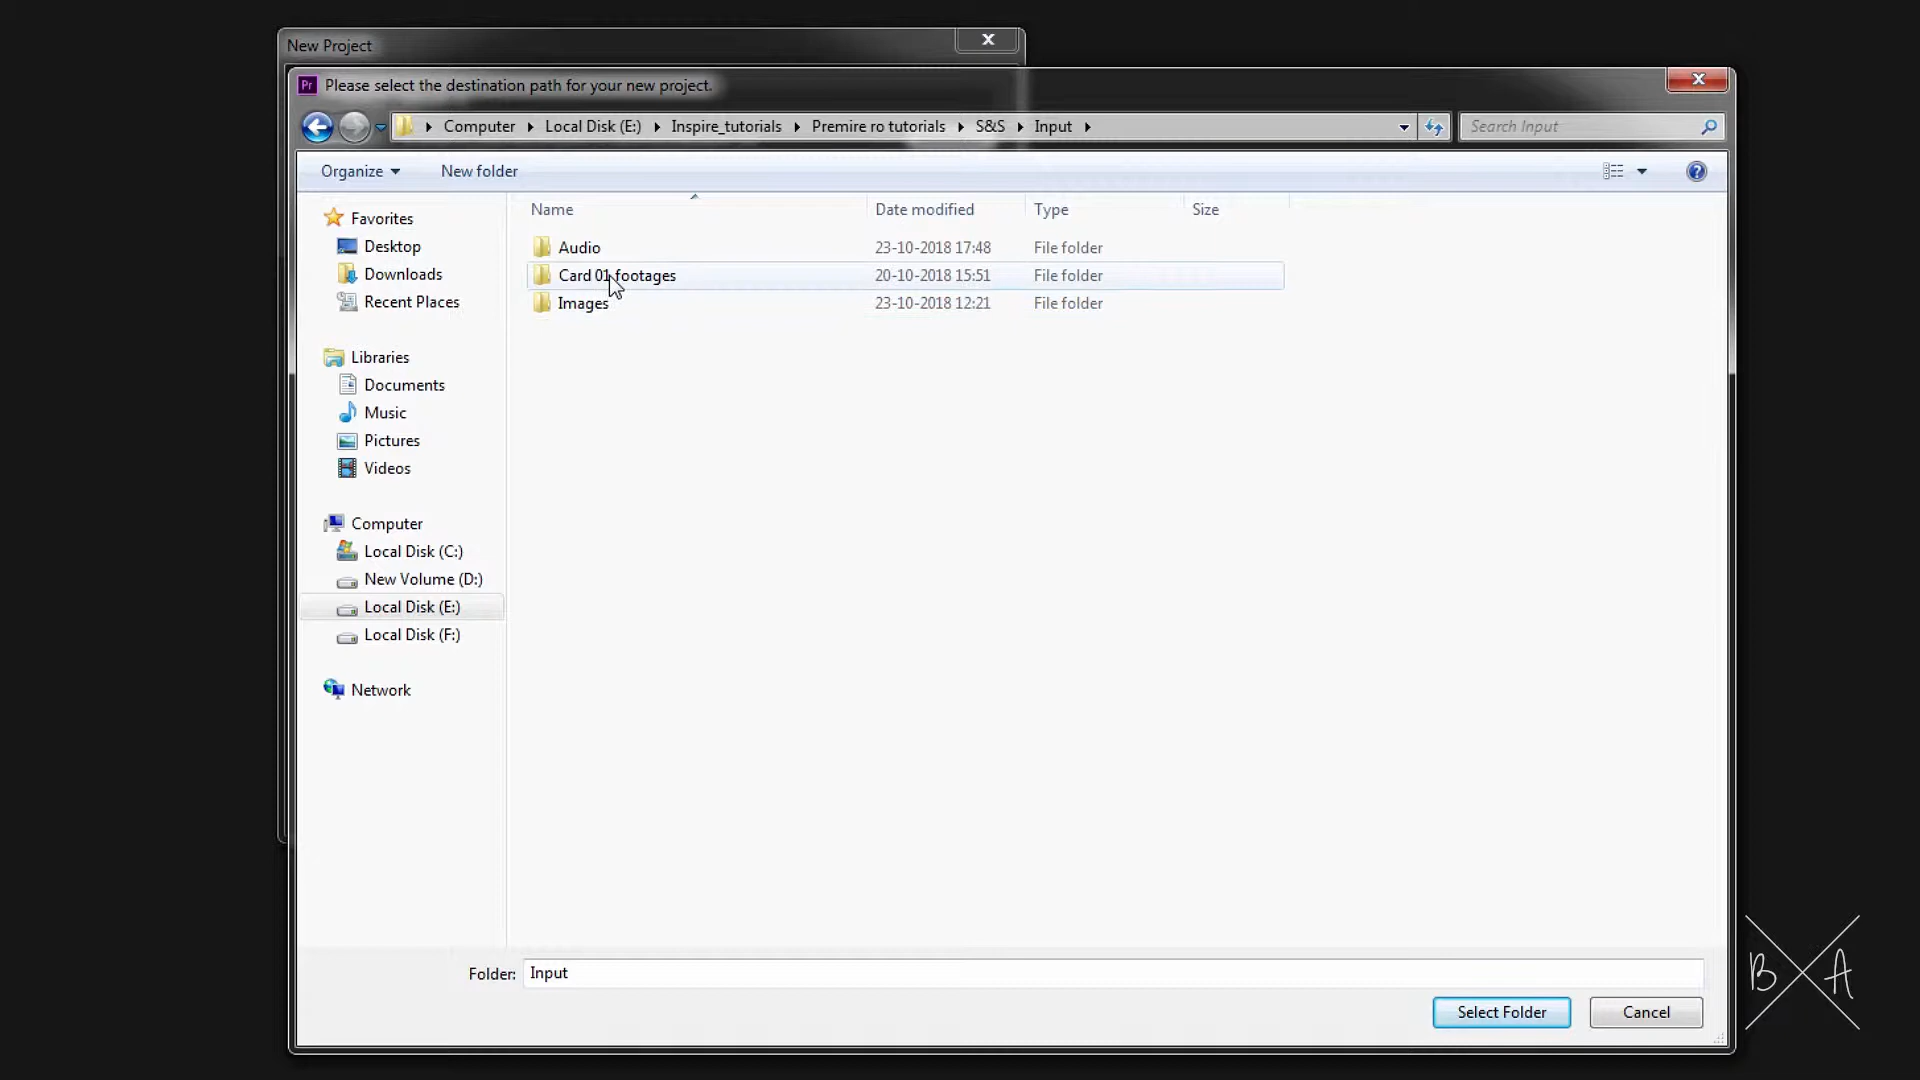 New Project
Pr Please select the destination path for your new project.
Computer Local Disk (E:) Inspire_tutorials Premire ro tutorials S&S Input
Search Input
Organize New folder
Name Date modified Type Size
Audio 23-10-2018 17:48 File folder
Card 01 footages 20-10-2018 15:51 File folder
Images 23-10-2018 12:21 File folder
Favorites
Desktop
Downloads
Recent Places
Libraries
Documents
Music
Pictures
Videos
Computer
Local Disk (C:)
New Volume (D:)
Local Disk (E:)
Local Disk (F:)
Network
Folder: Input
Select Folder Cancel
B A